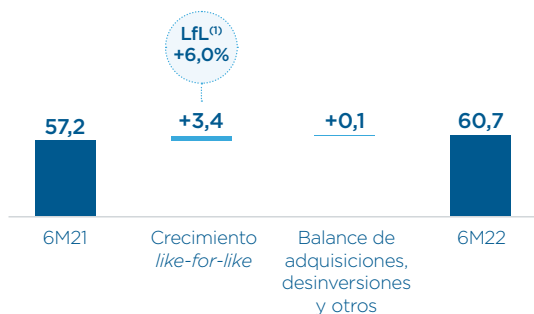 LfL⁽¹⁾
+6,0%
57,2
+3,4
+0,1
60,7
6M21
Crecimiento
like-for-like
Balance de
adquisiciones,
desinversiones
y otros
6M22